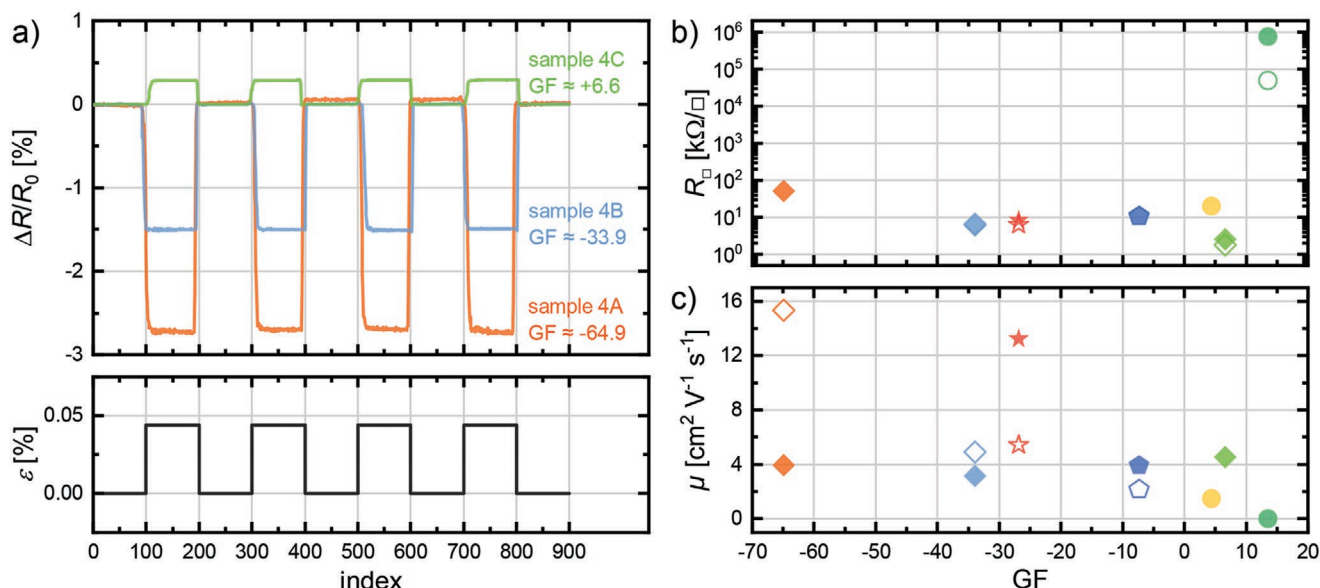 a)
1
0
-1
-2
-3
ΔR/R₀ [%]
sample 4C
GF ≈ +6.6
sample 4B
GF ≈ -33.9
sample 4A
GF ≈ -64.9
0.05
0.00
ε [%]
0 100 200 300 400 500 600 700 800 900
index
b)
10⁶
10⁵
10⁴
10³
10²
10¹
10⁰
R□ [kΩ/□]
c)
16
12
8
4
0
μ [cm² V⁻¹ s⁻¹]
-70 -60 -50 -40 -30 -20 -10 0 10 20
GF